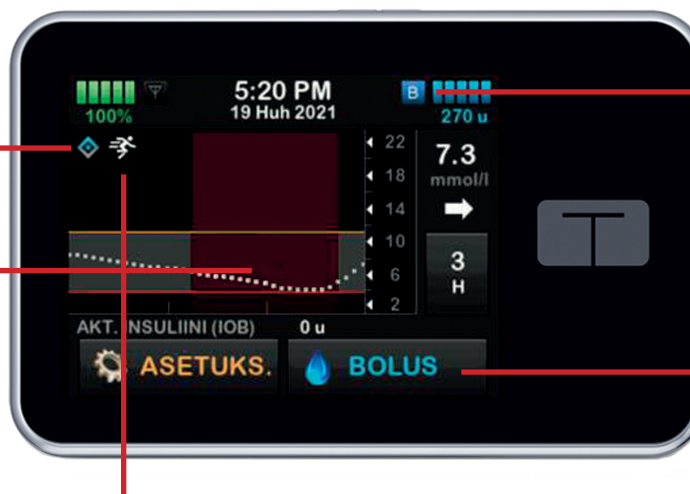 5:20 PM
100%
19 Huh 2021
B
270 u
22
18
14
10
6
2
7.3
mmol/l
3
H
AKT. INSULIINI (IOB) 0 u
ASETUKS.
BOLUS